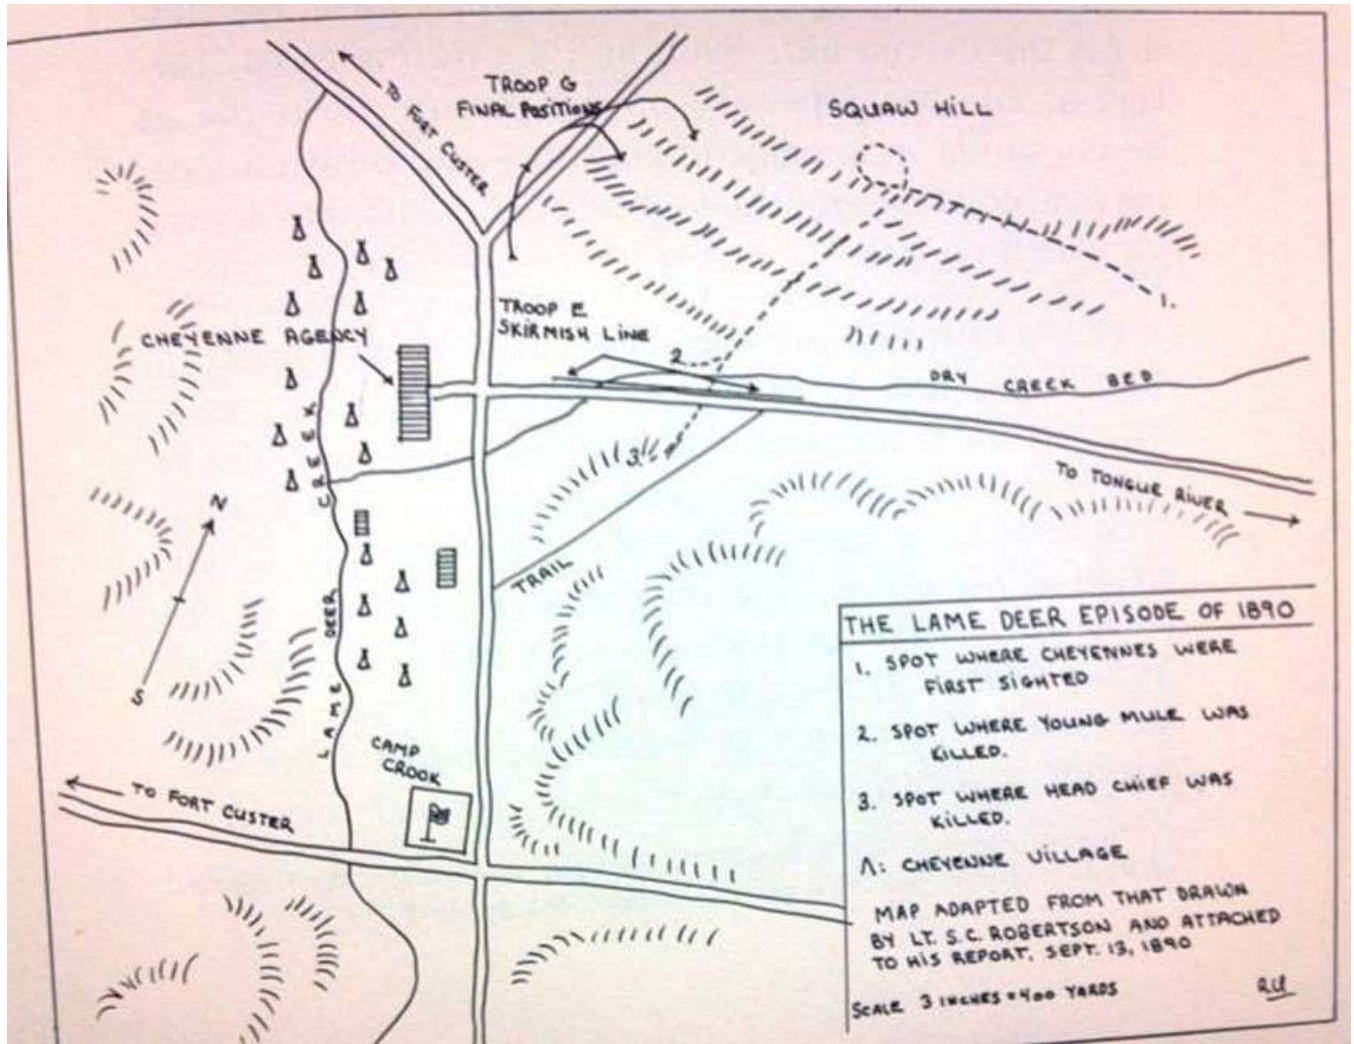 TROOP G
FINAL POSITIONS
SQUAW HILL
TO FORT CUSTER
1.
CHEYENNE AGENCY
TROOP E
SKIRMISH LINE
2
DRY CREEK BED
3.
TO TONGUE RIVER
N
S
TRAIL
LAME DEER CREEK
CAMP
CROOK
TO FORT CUSTER
THE LAME DEER EPISODE OF 1890
1. SPOT WHERE CHEYENNES WERE
FIRST SIGHTED
2. SPOT WHERE YOUNG MULE WAS
KILLED.
3. SPOT WHERE HEAD CHIEF WAS
KILLED.
Λ: CHEYENNE VILLAGE
MAP ADAPTED FROM THAT DRAWN
BY LT. S.C. ROBERTSON AND ATTACHED
TO HIS REPORT, SEPT. 13, 1890
SCALE 3 INCHES = 400 YARDS